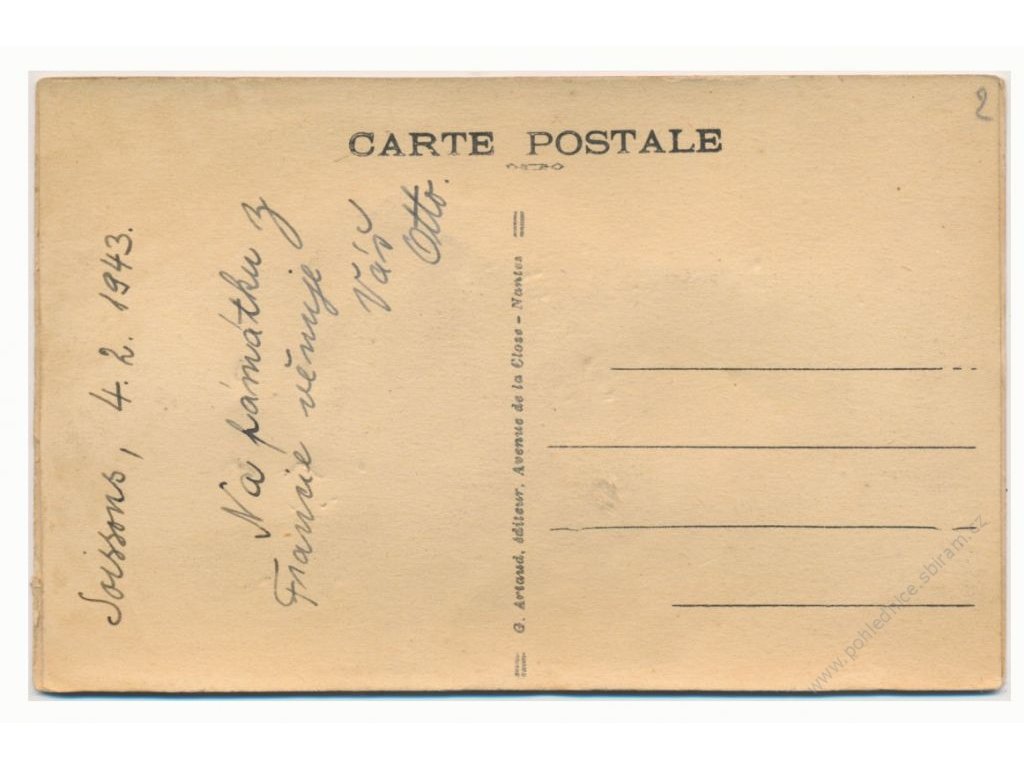 2
CARTE POSTALE
Soissons, 4. 2. 1943.
Na památku z
Francie věnuje
Váš
Otto.
G. Artaud, éditeur, Avenue de la Close - Nantes
www.pohlednice.sbiram.cz